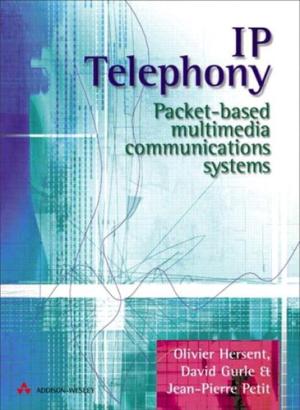 IP
Telephony
Packet-based
multimedia
communications
systems
Olivier Hersent,
David Gurle &
Jean-Pierre Petit
ADDISON-WESLEY